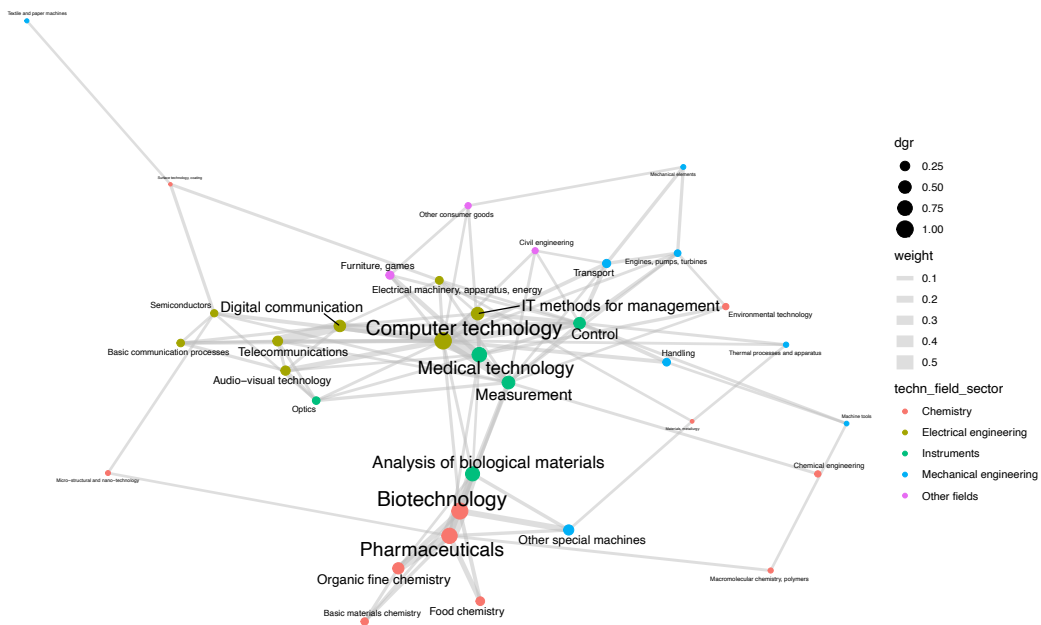 Textile and paper machines
Surface technology, coating
Mechanical elements
Other consumer goods
Civil engineering
Engines, pumps, turbines
Furniture, games
Transport
Electrical machinery, apparatus, energy
Semiconductors
Digital communication
IT methods for management
Environmental technology
Computer technology
Control
Basic communication processes
Telecommunications
Handling
Thermal processes and apparatus
Medical technology
Audio−visual technology
Measurement
Optics
Machine tools
Materials, metallurgy
Analysis of biological materials
Chemical engineering
Micro−structural and nano−technology
Biotechnology
Other special machines
Pharmaceuticals
Organic fine chemistry
Macromolecular chemistry, polymers
Basic materials chemistry
Food chemistry
dgr
0.25
0.50
0.75
1.00
weight
0.1
0.2
0.3
0.4
0.5
techn_field_sector
Chemistry
Electrical engineering
Instruments
Mechanical engineering
Other fields